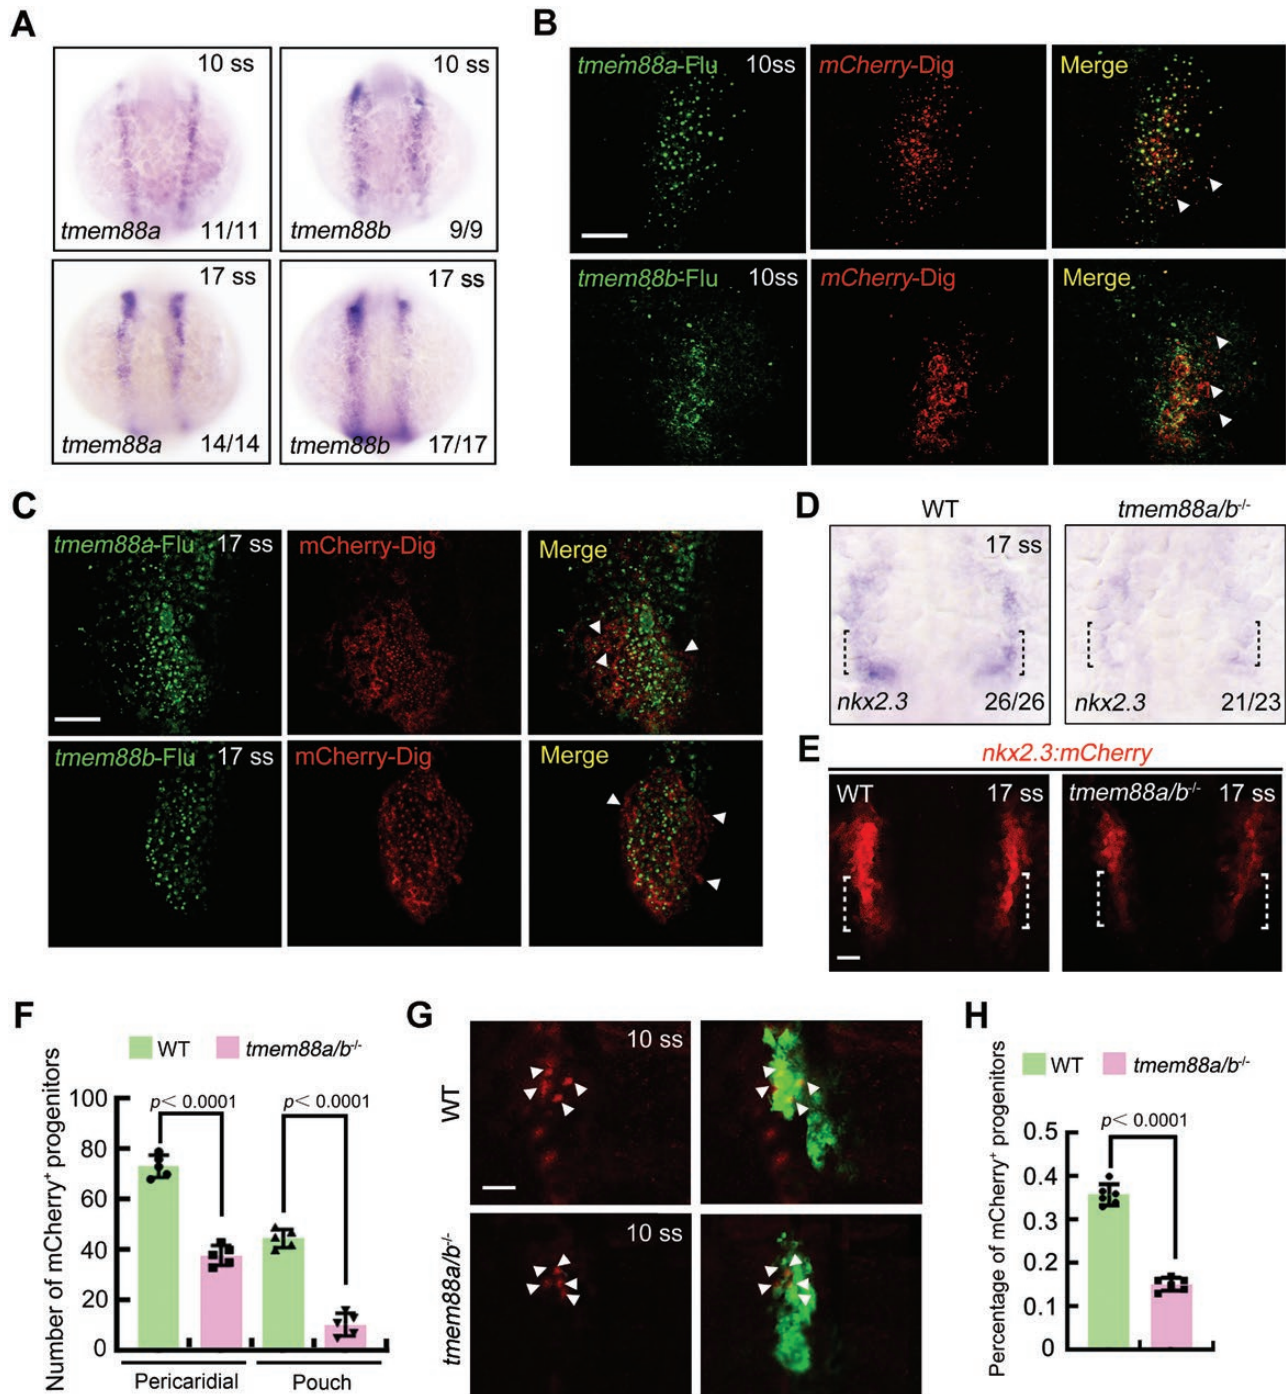 A
10 ss
tmem88a 11/11
10 ss
tmem88b 9/9
17 ss
tmem88a 14/14
17 ss
tmem88b 17/17
B
tmem88a-Flu 10ss
mCherry-Dig
Merge
tmem88b-Flu 10ss
mCherry-Dig
Merge
C
tmem88a-Flu 17 ss
mCherry-Dig
Merge
tmem88b-Flu 17 ss
mCherry-Dig
Merge
D
WT
tmem88a/b-/-
17 ss
nkx2.3 26/26
nkx2.3 21/23
E
nkx2.3:mCherry
WT 17 ss
tmem88a/b-/- 17 ss
F
WT tmem88a/b-/-
Number of mCherry+ progenitors
p< 0.0001
p< 0.0001
100
80
60
40
20
0
Pericaridial
Pouch
G
WT
10 ss
tmem88a/b-/-
10 ss
H
WT tmem88a/b-/-
Percentage of mCherry+ progenitors
p< 0.0001
0.5
0.4
0.3
0.2
0.1
0